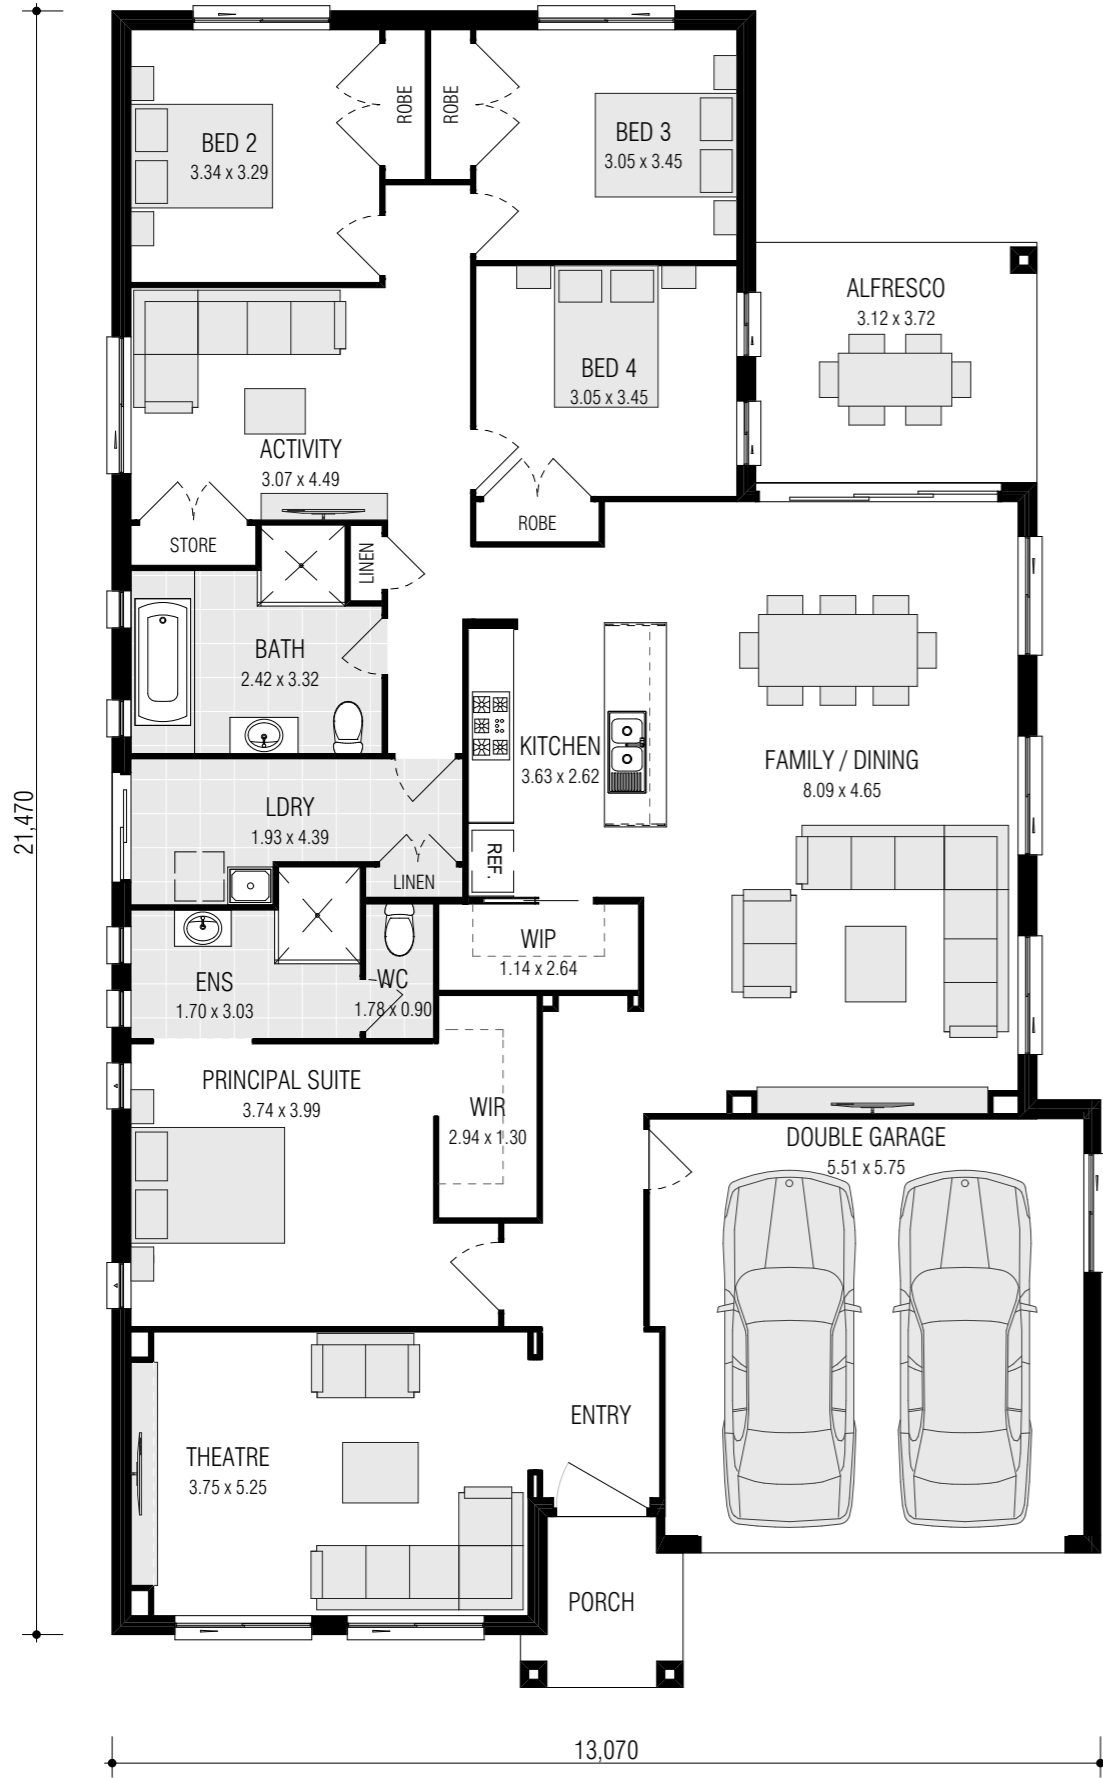 ROBE
ROBE
BED 2
3.34 x 3.29
BED 3
3.05 x 3.45
ALFRESCO
3.12 x 3.72
BED 4
3.05 x 3.45
ACTIVITY
3.07 x 4.49
STORE
LINEN
ROBE
BATH
2.42 x 3.32
KITCHEN
3.63 x 2.62
FAMILY / DINING
8.09 x 4.65
LDRY
1.93 x 4.39
21,470
REF.
LINEN
WIP
1.14 x 2.64
ENS
1.70 x 3.03
WC
1.78 x 0.90
PRINCIPAL SUITE
3.74 x 3.99
WIR
2.94 x 1.30
DOUBLE GARAGE
5.51 x 5.75
ENTRY
THEATRE
3.75 x 5.25
PORCH
13,070